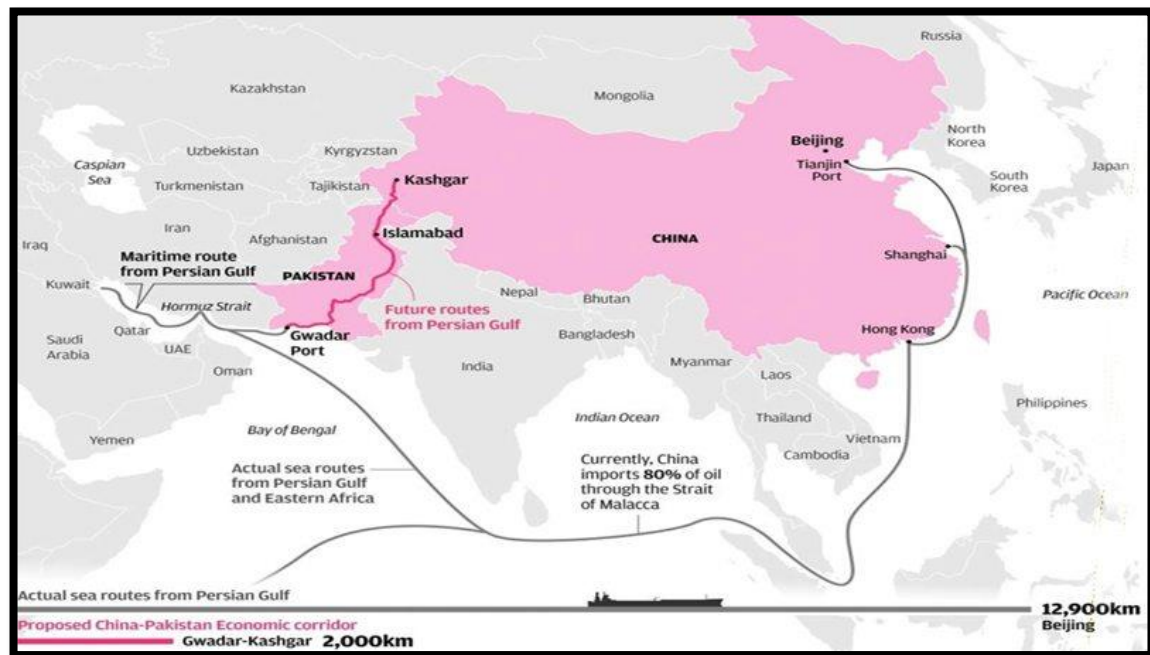 Russia
Kazakhstan
Mongolia
Beijing
Tianjin
Port
North
Korea
South
Korea
Japan
Caspian
Sea
Uzbekistan
Kyrgyzstan
Turkmenistan
Tajikistan
Kashgar
Iran
Afghanistan
Islamabad
CHINA
Shanghai
Iraq
Maritime route
from Persian Gulf
PAKISTAN
Kuwait
Hormuz Strait
Future routes
from Persian Gulf
Nepal
Bhutan
Pacific Ocean
Qatar
Gwadar
Port
Bangladesh
Hong Kong
Saudi
Arabia
UAE
Oman
India
Myanmar
Laos
Philippines
Yemen
Bay of Bengal
Indian Ocean
Thailand
Vietnam
Cambodia
Actual sea routes
from Persian Gulf
and Eastern Africa
Currently, China
imports 80% of oil
through the Strait
of Malacca
Actual sea routes from Persian Gulf
12,900km
Beijing
Proposed China-Pakistan Economic corridor
Gwadar-Kashgar 2,000km